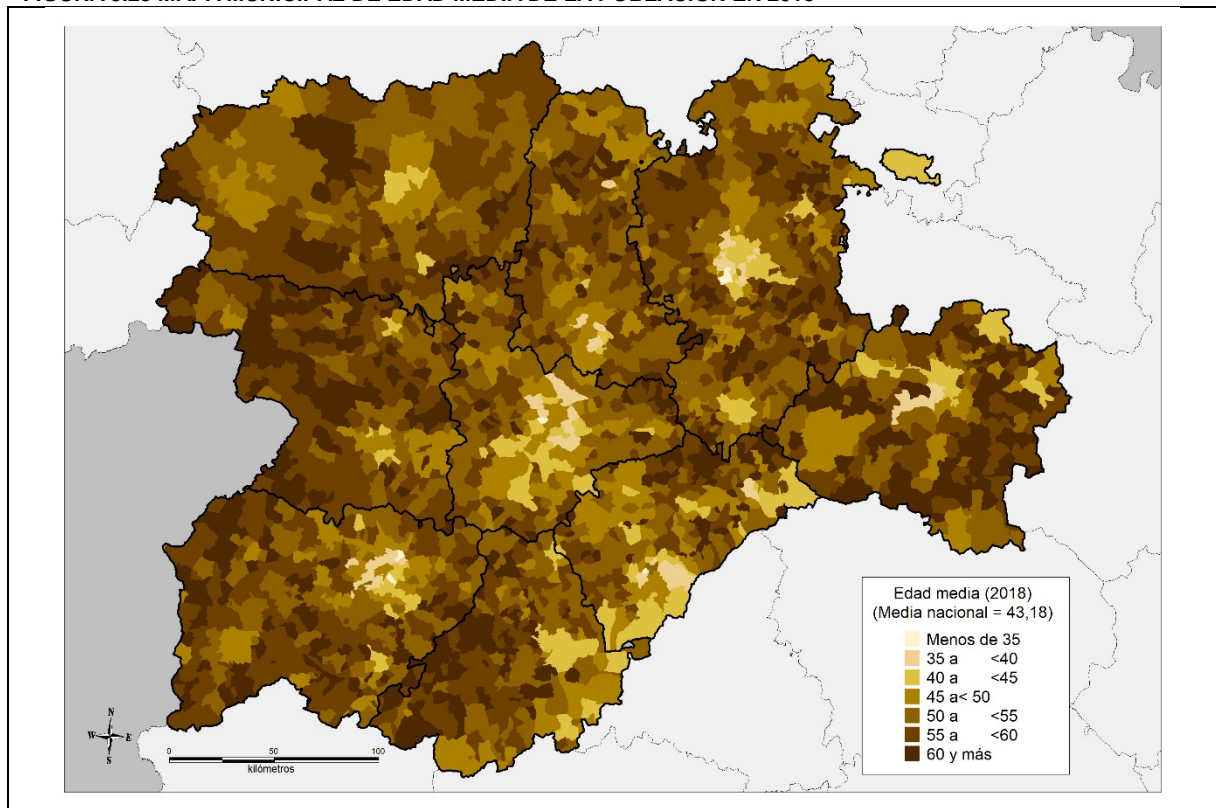 Edad media (2018)
(Media nacional = 43,18)
Menos de 35
35 a <40
40 a <45
45 a< 50
50 a <55
55 a <60
60 y más
N
W E
S
0 50 100
kilómetros